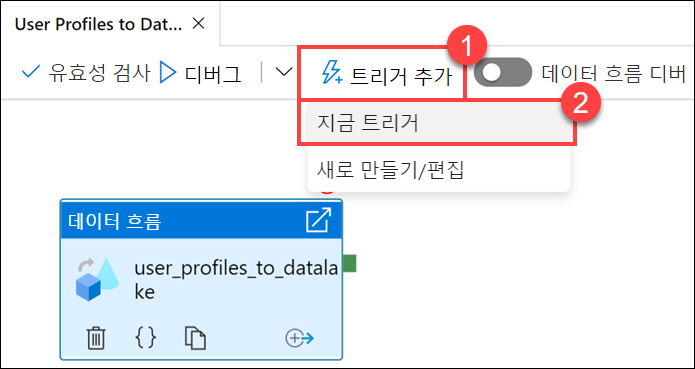 User Profiles to Dat...
유효성 검사 디버그 트리거 추가 데이터 흐름 디버
1
2
지금 트리거
새로 만들기/편집
데이터 흐름
user_profiles_to_datala
ke